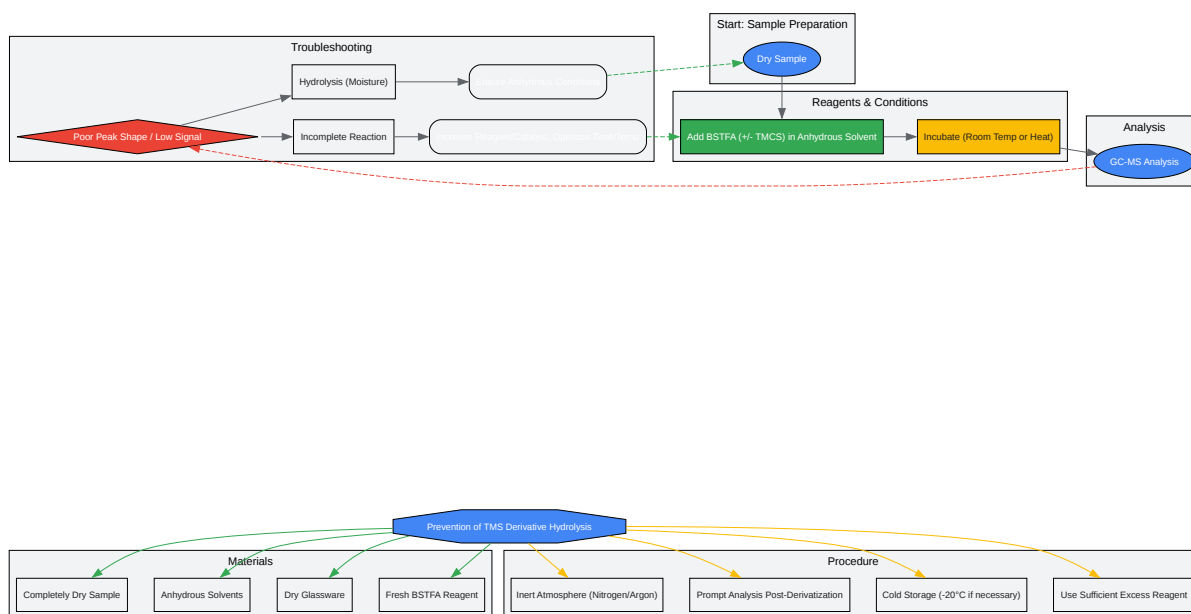 Start: Sample Preparation
Dry Sample
Troubleshooting
Hydrolysis (Moisture)
Ensure Anhydrous Conditions
Poor Peak Shape / Low Signal
Incomplete Reaction
Reagents & Conditions
Add BSTFA (+/- TMCS) in Anhydrous Solvent
Incubate (Room Temp or Heat)
Analysis
GC-MS Analysis
Prevention of TMS Derivative Hydrolysis
Materials
Completely Dry Sample
Anhydrous Solvents
Dry Glassware
Fresh BSTFA Reagent
Procedure
Inert Atmosphere (Nitrogen/Argon)
Prompt Analysis Post-Derivatization
Cold Storage (-20°C if necessary)
Use Sufficient Excess Reagent